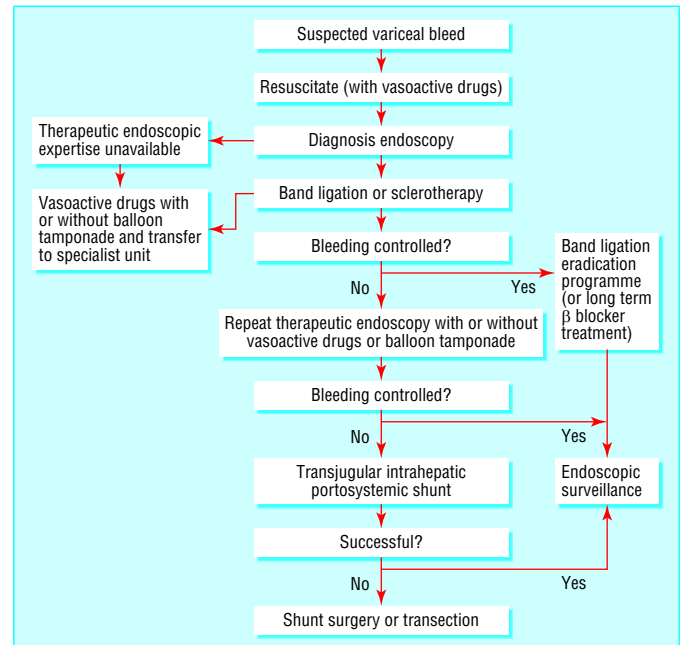 Suspected variceal bleed
Resuscitate (with vasoactive drugs)
Therapeutic endoscopic
expertise unavailable
Diagnosis endoscopy
Vasoactive drugs with
or without balloon
tamponade and transfer
to specialist unit
Band ligation or sclerotherapy
Bleeding controlled?
Band ligation
eradication
programme
(or long term
β blocker
treatment)
No
Yes
Repeat therapeutic endoscopy with or without
vasoactive drugs or balloon tamponade
Bleeding controlled?
No
Yes
Transjugular intrahepatic
portosystemic shunt
Endoscopic
surveillance
Successful?
No
Yes
Shunt surgery or transection